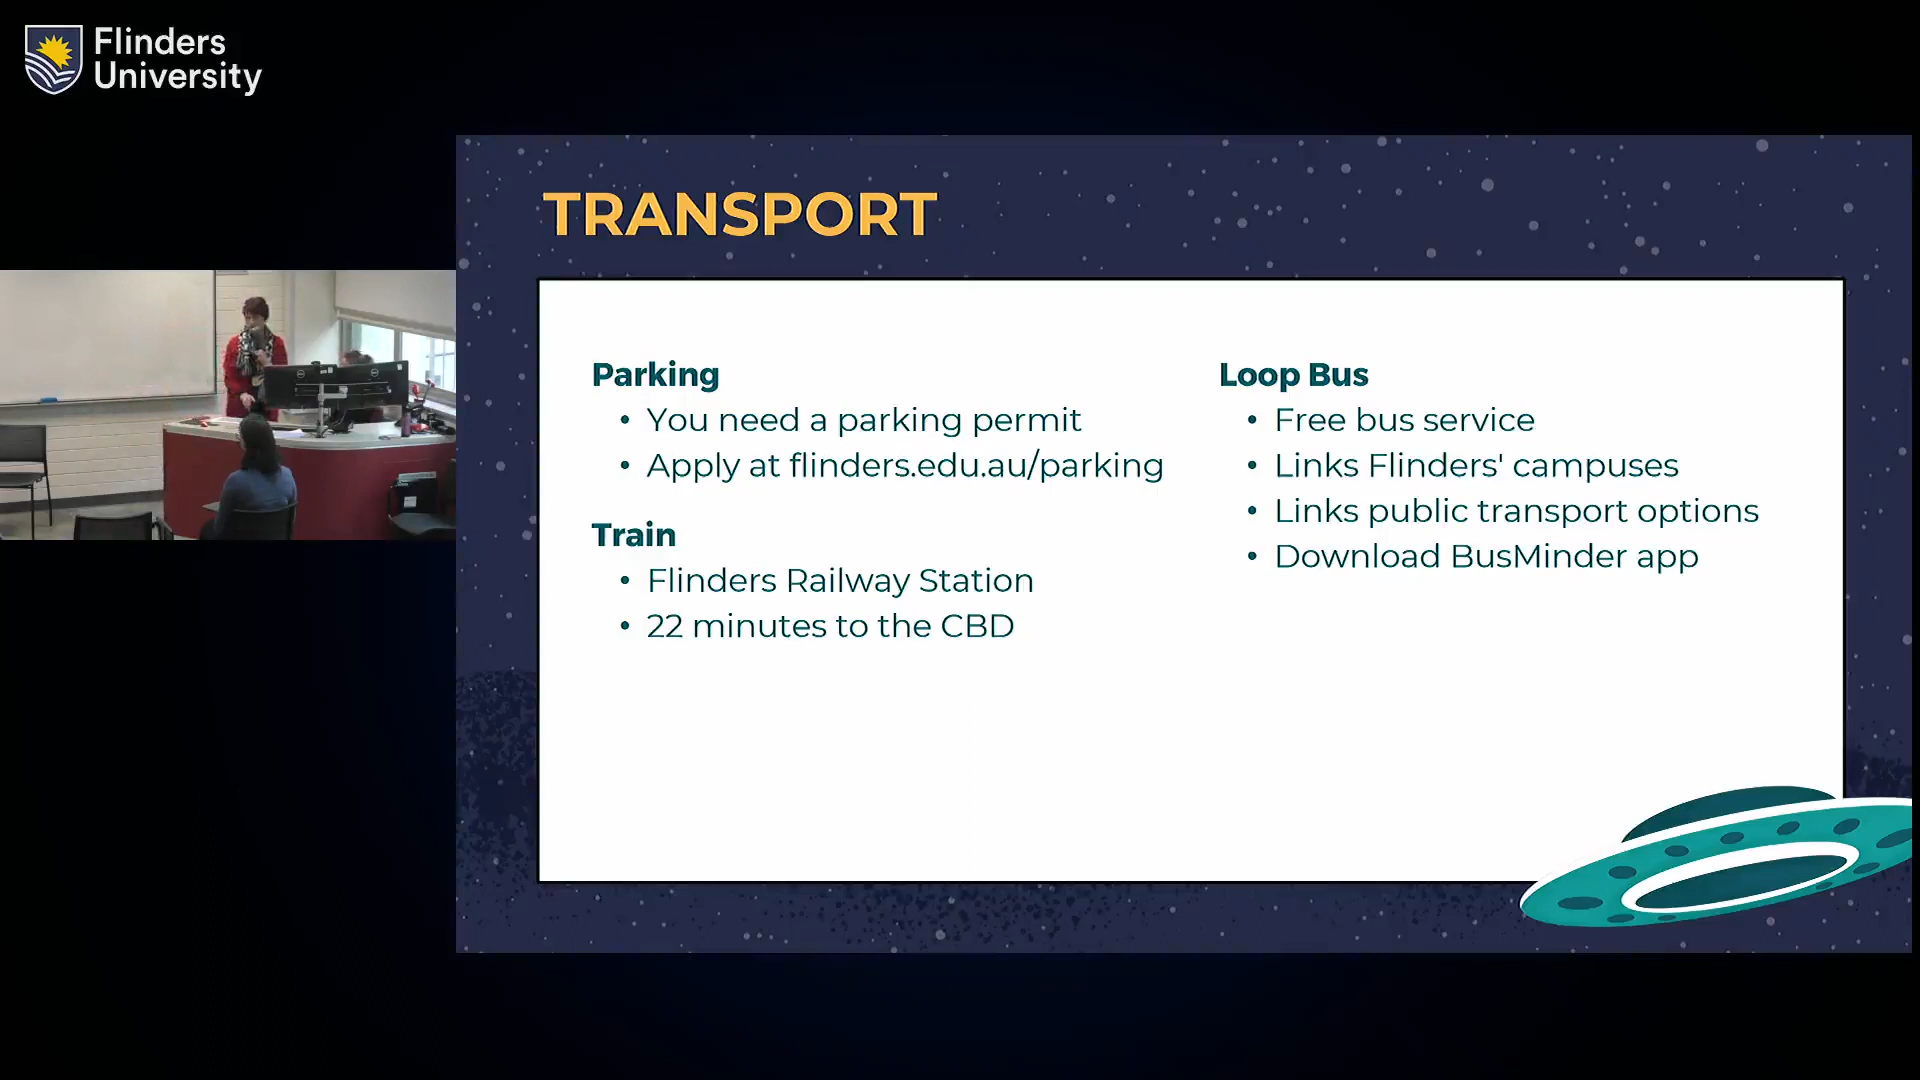 Flinders
University
TRANSPORT
Parking
• You need a parking permit
• Apply at flinders.edu.au/parking
Train
• Flinders Railway Station
• 22 minutes to the CBD
Loop Bus
• Free bus service
• Links Flinders' campuses
• Links public transport options
• Download BusMinder app